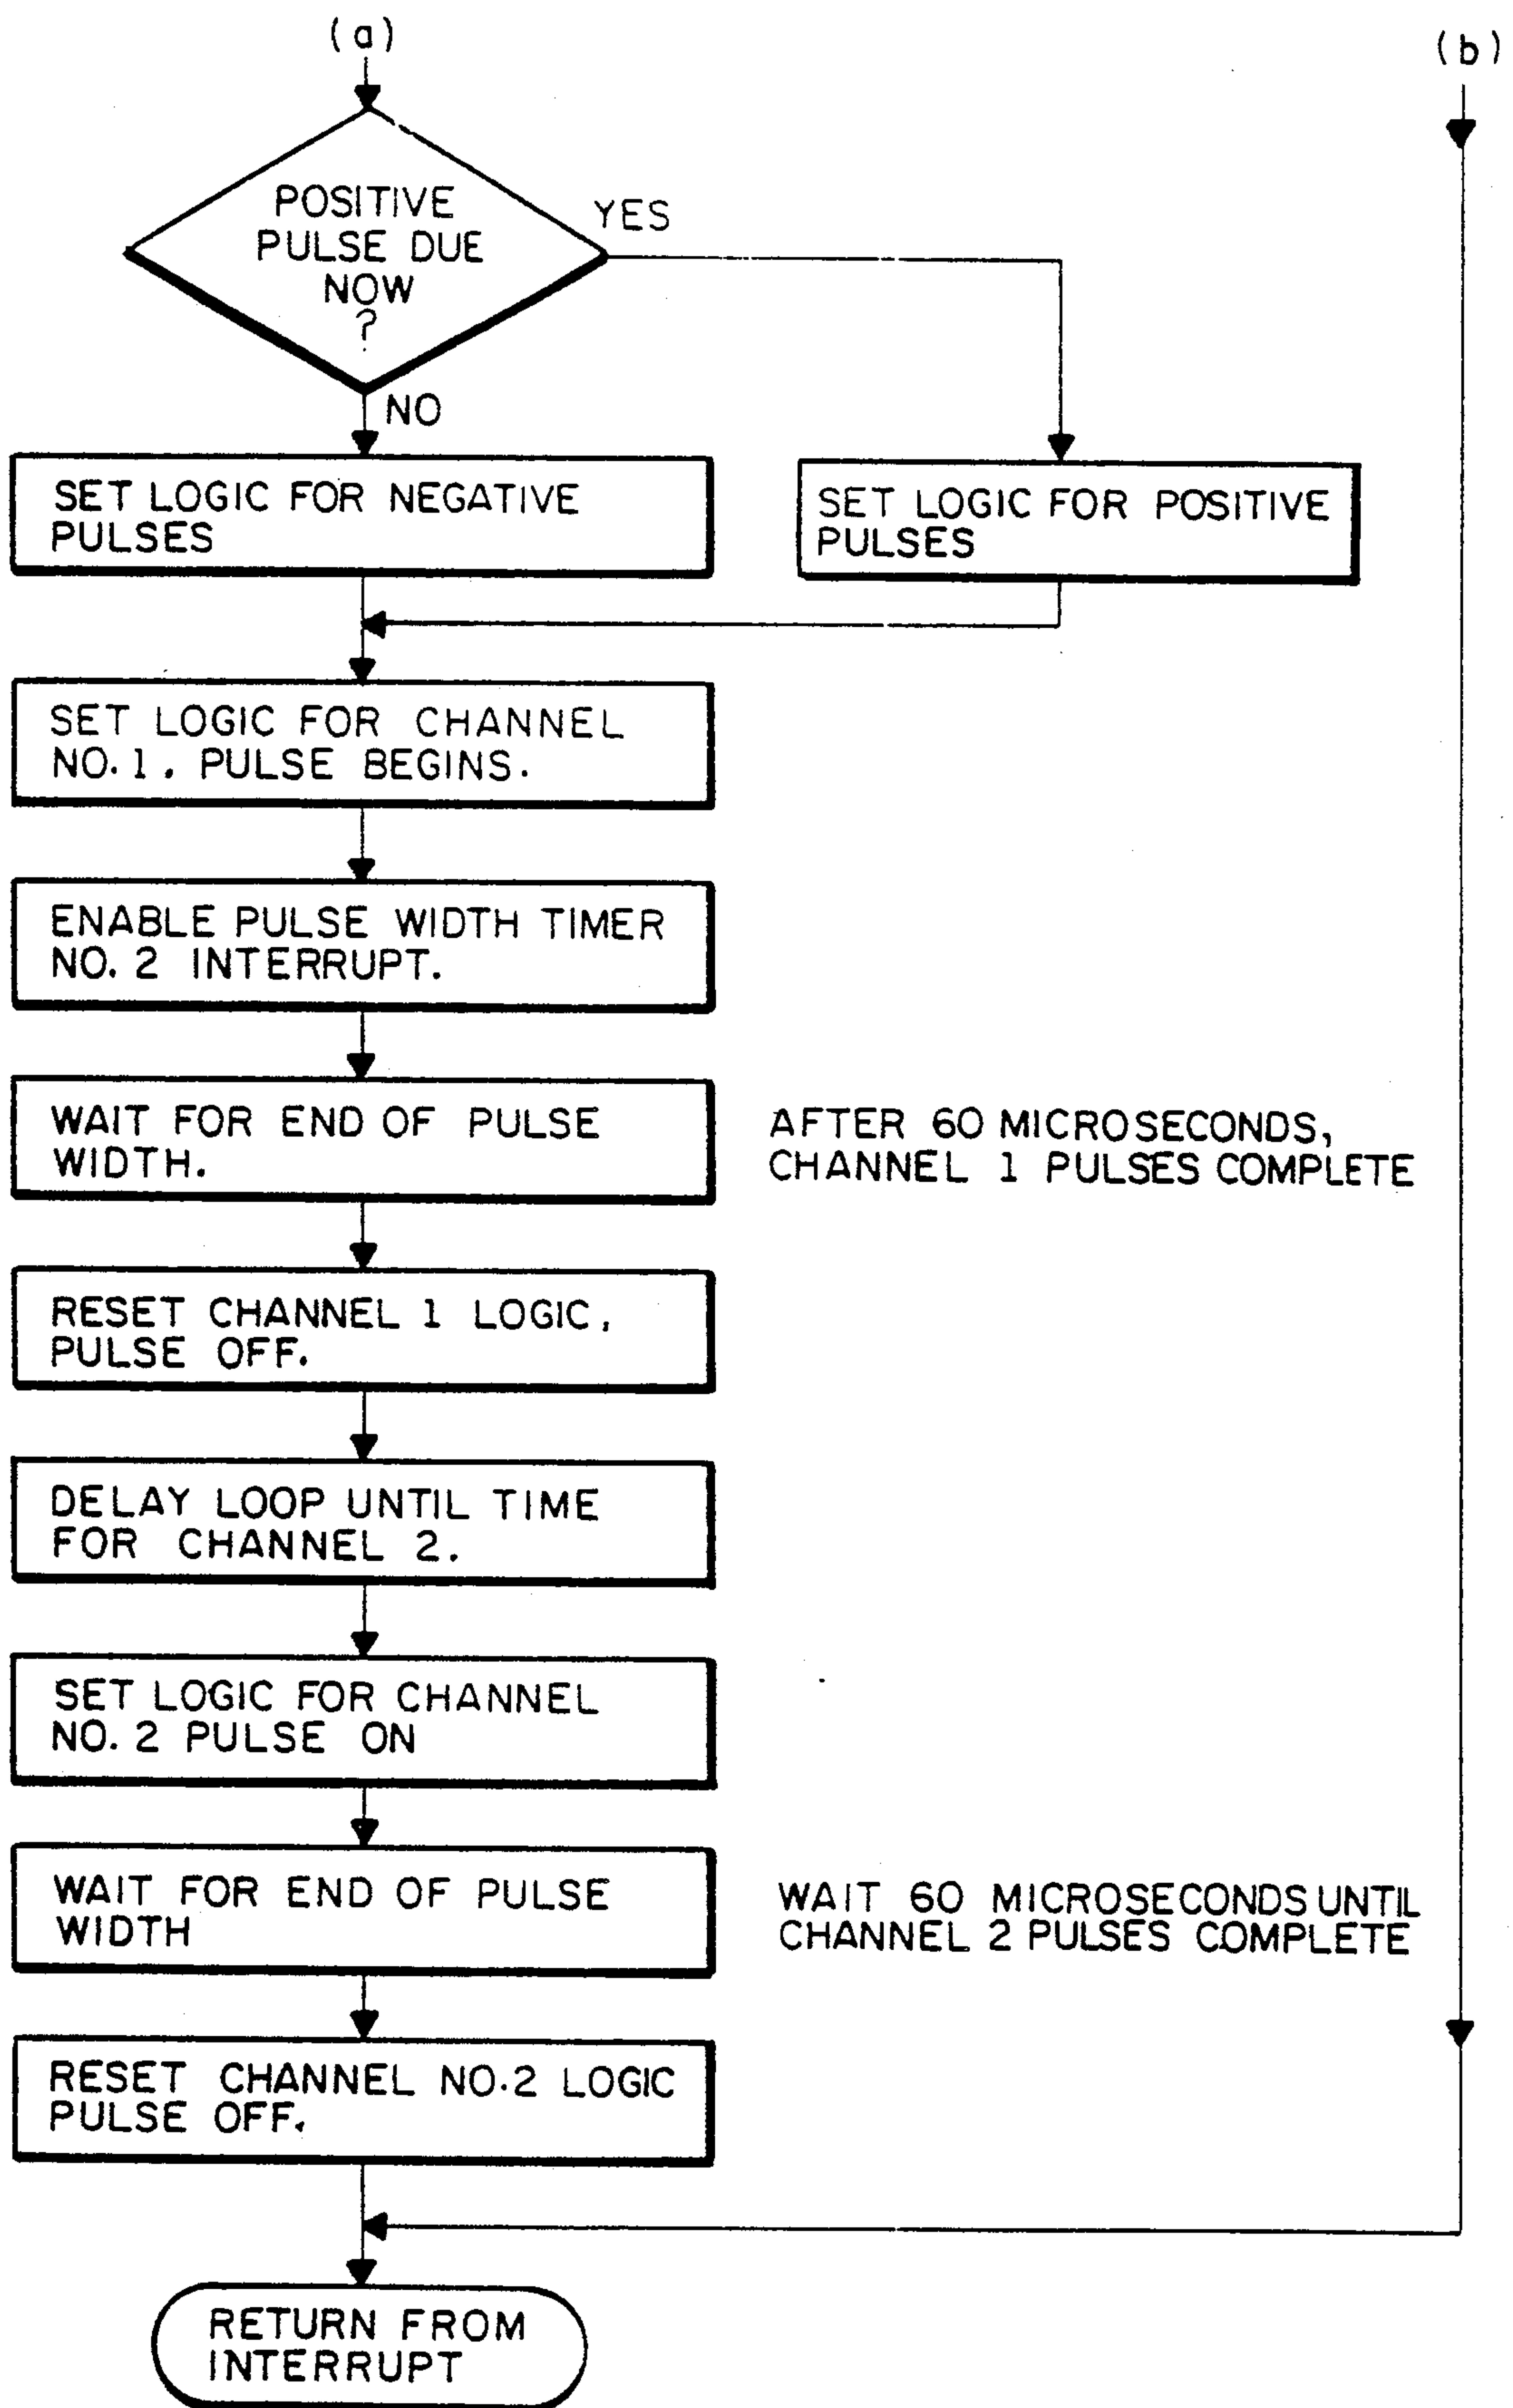 (a)
(b)
POSITIVE
PULSE DUE
NOW
?
YES
NO
SET LOGIC FOR NEGATIVE
PULSES
SET LOGIC FOR POSITIVE
PULSES
SET LOGIC FOR CHANNEL
NO. 1. PULSE BEGINS.
ENABLE PULSE WIDTH TIMER
NO. 2 INTERRUPT.
WAIT FOR END OF PULSE
WIDTH.
AFTER 60 MICROSECONDS,
CHANNEL 1 PULSES COMPLETE
RESET CHANNEL 1 LOGIC,
PULSE OFF.
DELAY LOOP UNTIL TIME
FOR CHANNEL 2.
SET LOGIC FOR CHANNEL
NO. 2 PULSE ON
WAIT FOR END OF PULSE
WIDTH
WAIT 60 MICROSECONDS UNTIL
CHANNEL 2 PULSES COMPLETE
RESET CHANNEL NO. 2 LOGIC
PULSE OFF.
RETURN FROM
INTERRUPT